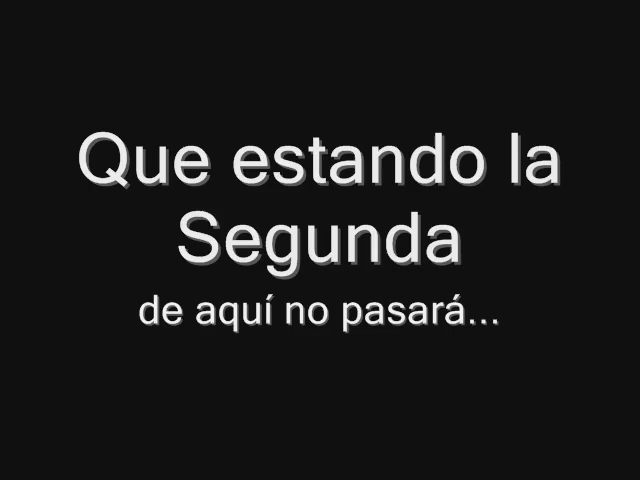 Que estando la
Segunda
de aquí no pasará...